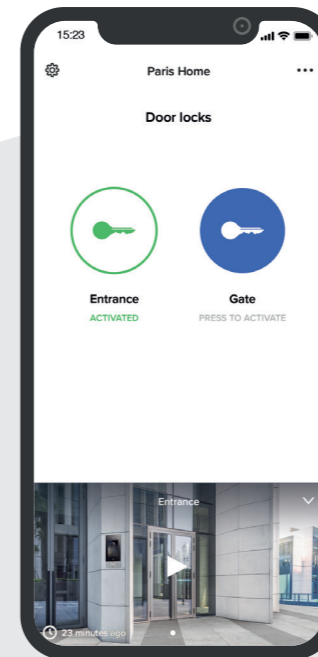 15:23
Paris Home
Door locks
Entrance Gate
ACTIVATED PRESS TO ACTIVATE
Entrance
23 minutes ago